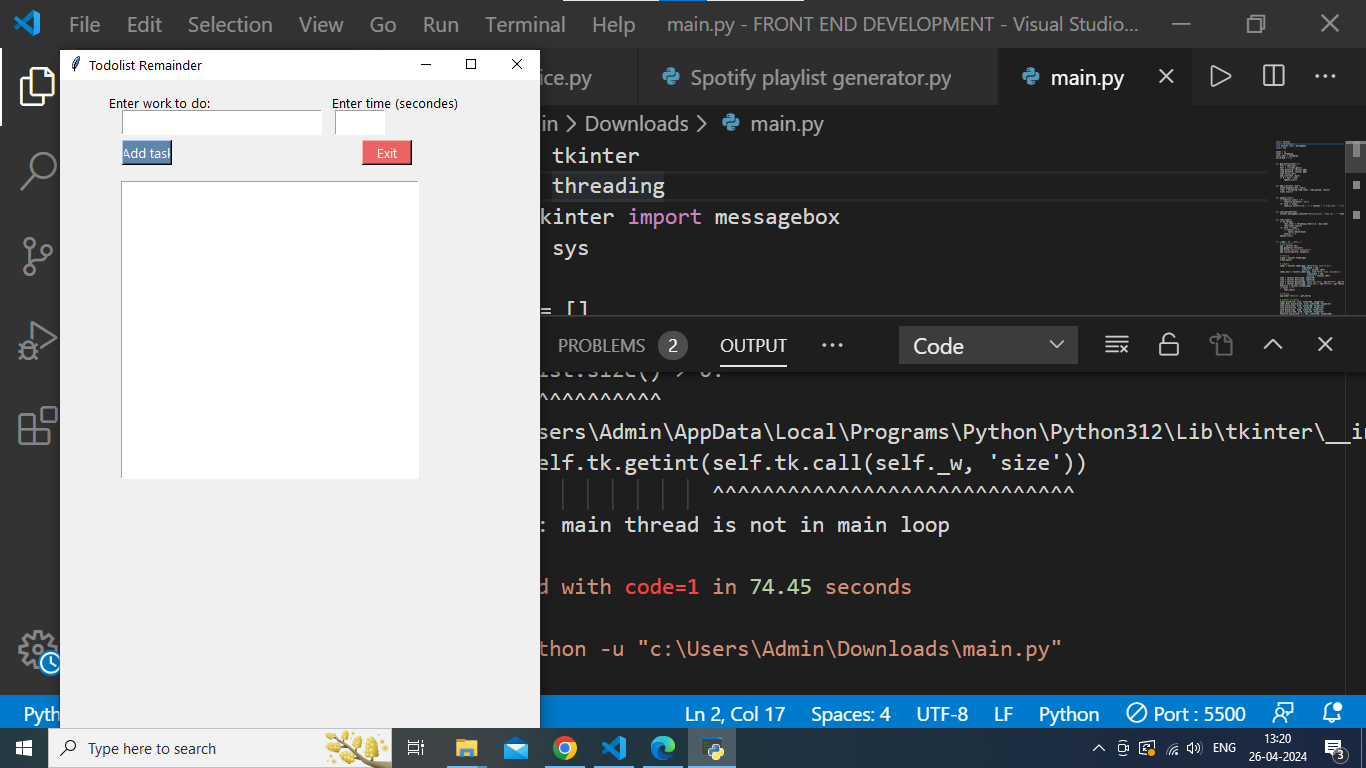 File Edit Selection View Go Run Terminal Help main.py - FRONT END DEVELOPMENT - Visual Studio...
Todolist Remainder
ice.py Spotify playlist generator.py main.py
Enter work to do: Enter time (secondes)
Add task Exit
in > Downloads > main.py
tkinter
threading
kinter import messagebox
sys
= []
PROBLEMS 2 OUTPUT ... Code
ist.size() > 0:
^^^^^^^^^^
sers\Admin\AppData\Local\Programs\Python\Python312\Lib\tkinter\__in
elf.tk.getint(self.tk.call(self._w, 'size'))
^^^^^^^^^^^^^^^^^^^^^^^^^^^^^
: main thread is not in main loop
d with code=1 in 74.45 seconds
thon -u "c:\Users\Admin\Downloads\main.py"
Pyth Ln 2, Col 17 Spaces: 4 UTF-8 LF Python Port : 5500
Type here to search ENG 13:20
26-04-2024 3